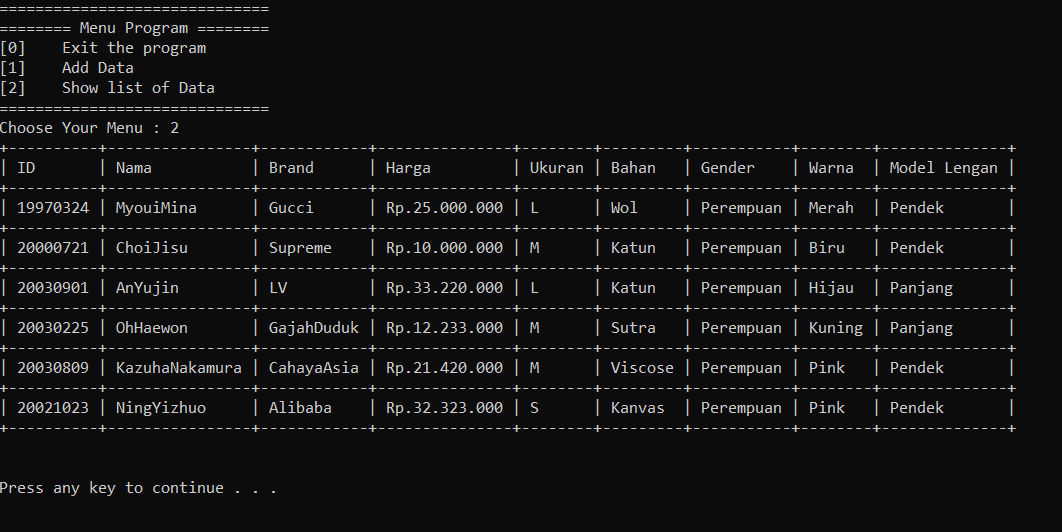 ==============================
======== Menu Program ========
[0]    Exit the program
[1]    Add Data
[2]    Show list of Data
==============================
Choose Your Menu : 2
+----------+----------------+------------+---------------+--------+---------+-----------+--------+--------------+
| ID       | Nama           | Brand      | Harga         | Ukuran | Bahan   | Gender    | Warna  | Model Lengan |
+----------+----------------+------------+---------------+--------+---------+-----------+--------+--------------+
| 19970324 | MyouiMina      | Gucci      | Rp.25.000.000 | L      | Wol     | Perempuan | Merah  | Pendek       |
+----------+----------------+------------+---------------+--------+---------+-----------+--------+--------------+
| 20000721 | ChoiJisu       | Supreme    | Rp.10.000.000 | M      | Katun   | Perempuan | Biru   | Pendek       |
+----------+----------------+------------+---------------+--------+---------+-----------+--------+--------------+
| 20030901 | AnYujin        | LV         | Rp.33.220.000 | L      | Katun   | Perempuan | Hijau  | Panjang      |
+----------+----------------+------------+---------------+--------+---------+-----------+--------+--------------+
| 20030225 | OhHaewon       | GajahDuduk | Rp.12.233.000 | M      | Sutra   | Perempuan | Kuning | Panjang      |
+----------+----------------+------------+---------------+--------+---------+-----------+--------+--------------+
| 20030809 | KazuhaNakamura | CahayaAsia | Rp.21.420.000 | M      | Viscose | Perempuan | Pink   | Pendek       |
+----------+----------------+------------+---------------+--------+---------+-----------+--------+--------------+
| 20021023 | NingYizhuo     | Alibaba    | Rp.32.323.000 | S      | Kanvas  | Perempuan | Pink   | Pendek       |
+----------+----------------+------------+---------------+--------+---------+-----------+--------+--------------+
Press any key to continue . . .